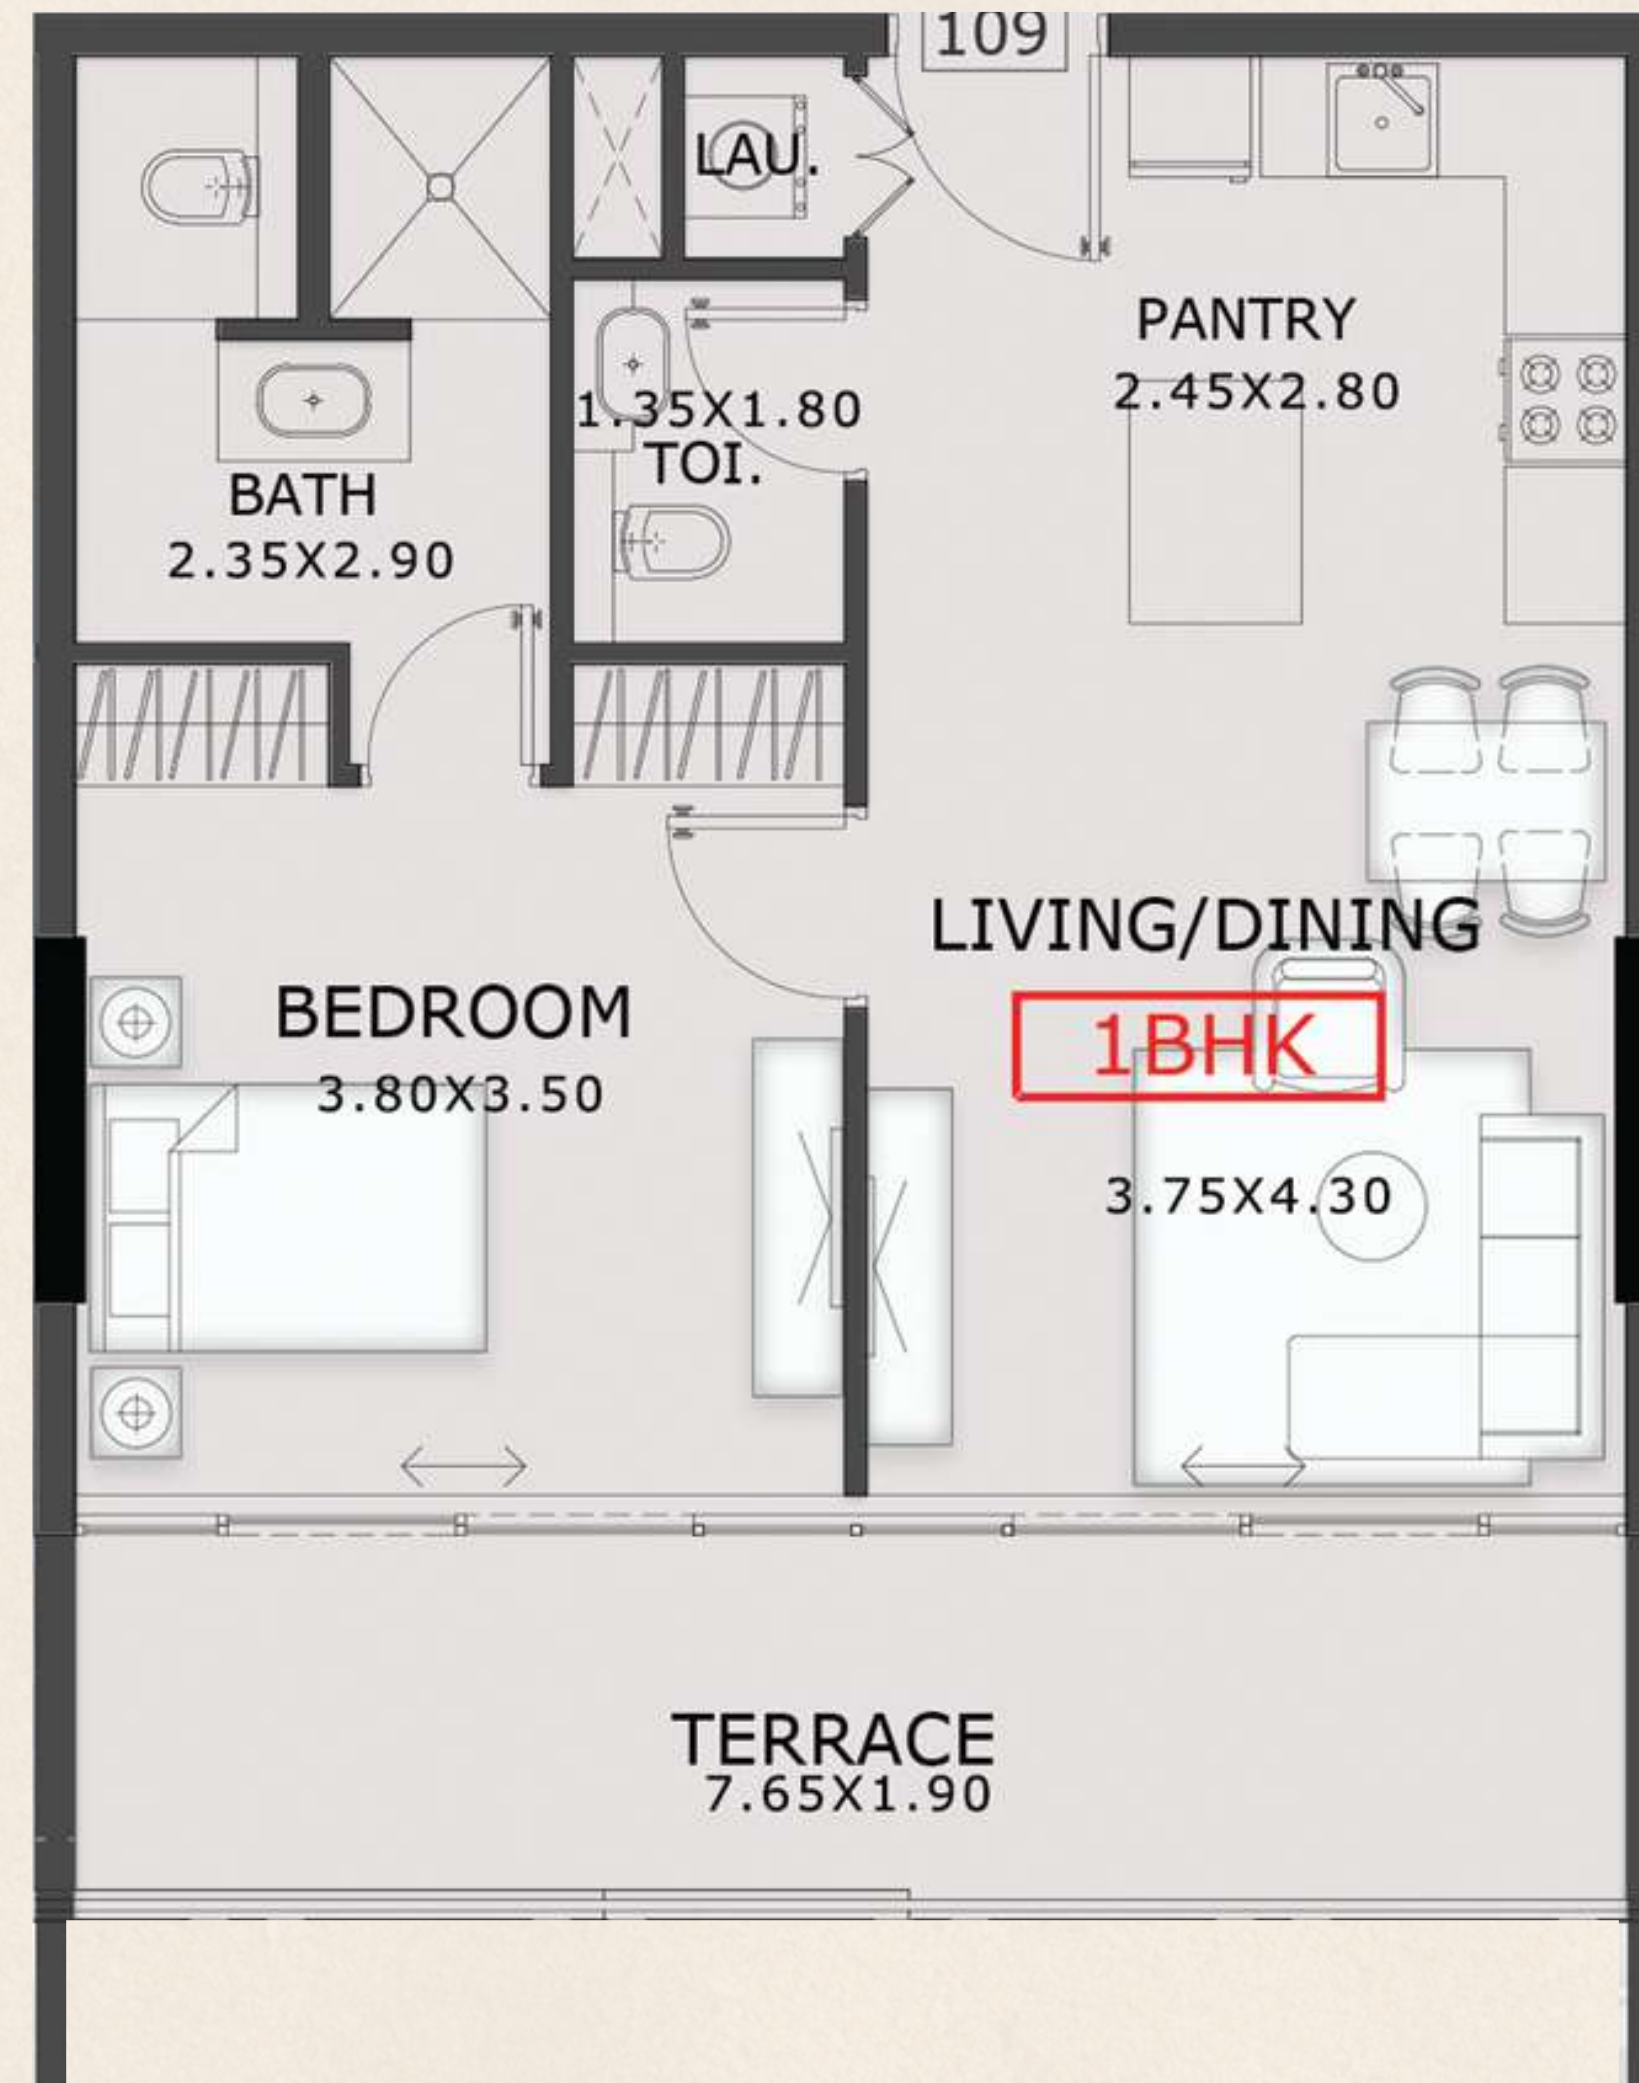 109
LAU.
PANTRY
2.45X2.80
1.35X1.80
TOI.
BATH
2.35X2.90
LIVING/DINING
1BHK
3.75X4.30
BEDROOM
3.80X3.50
TERRACE
7.65X1.90